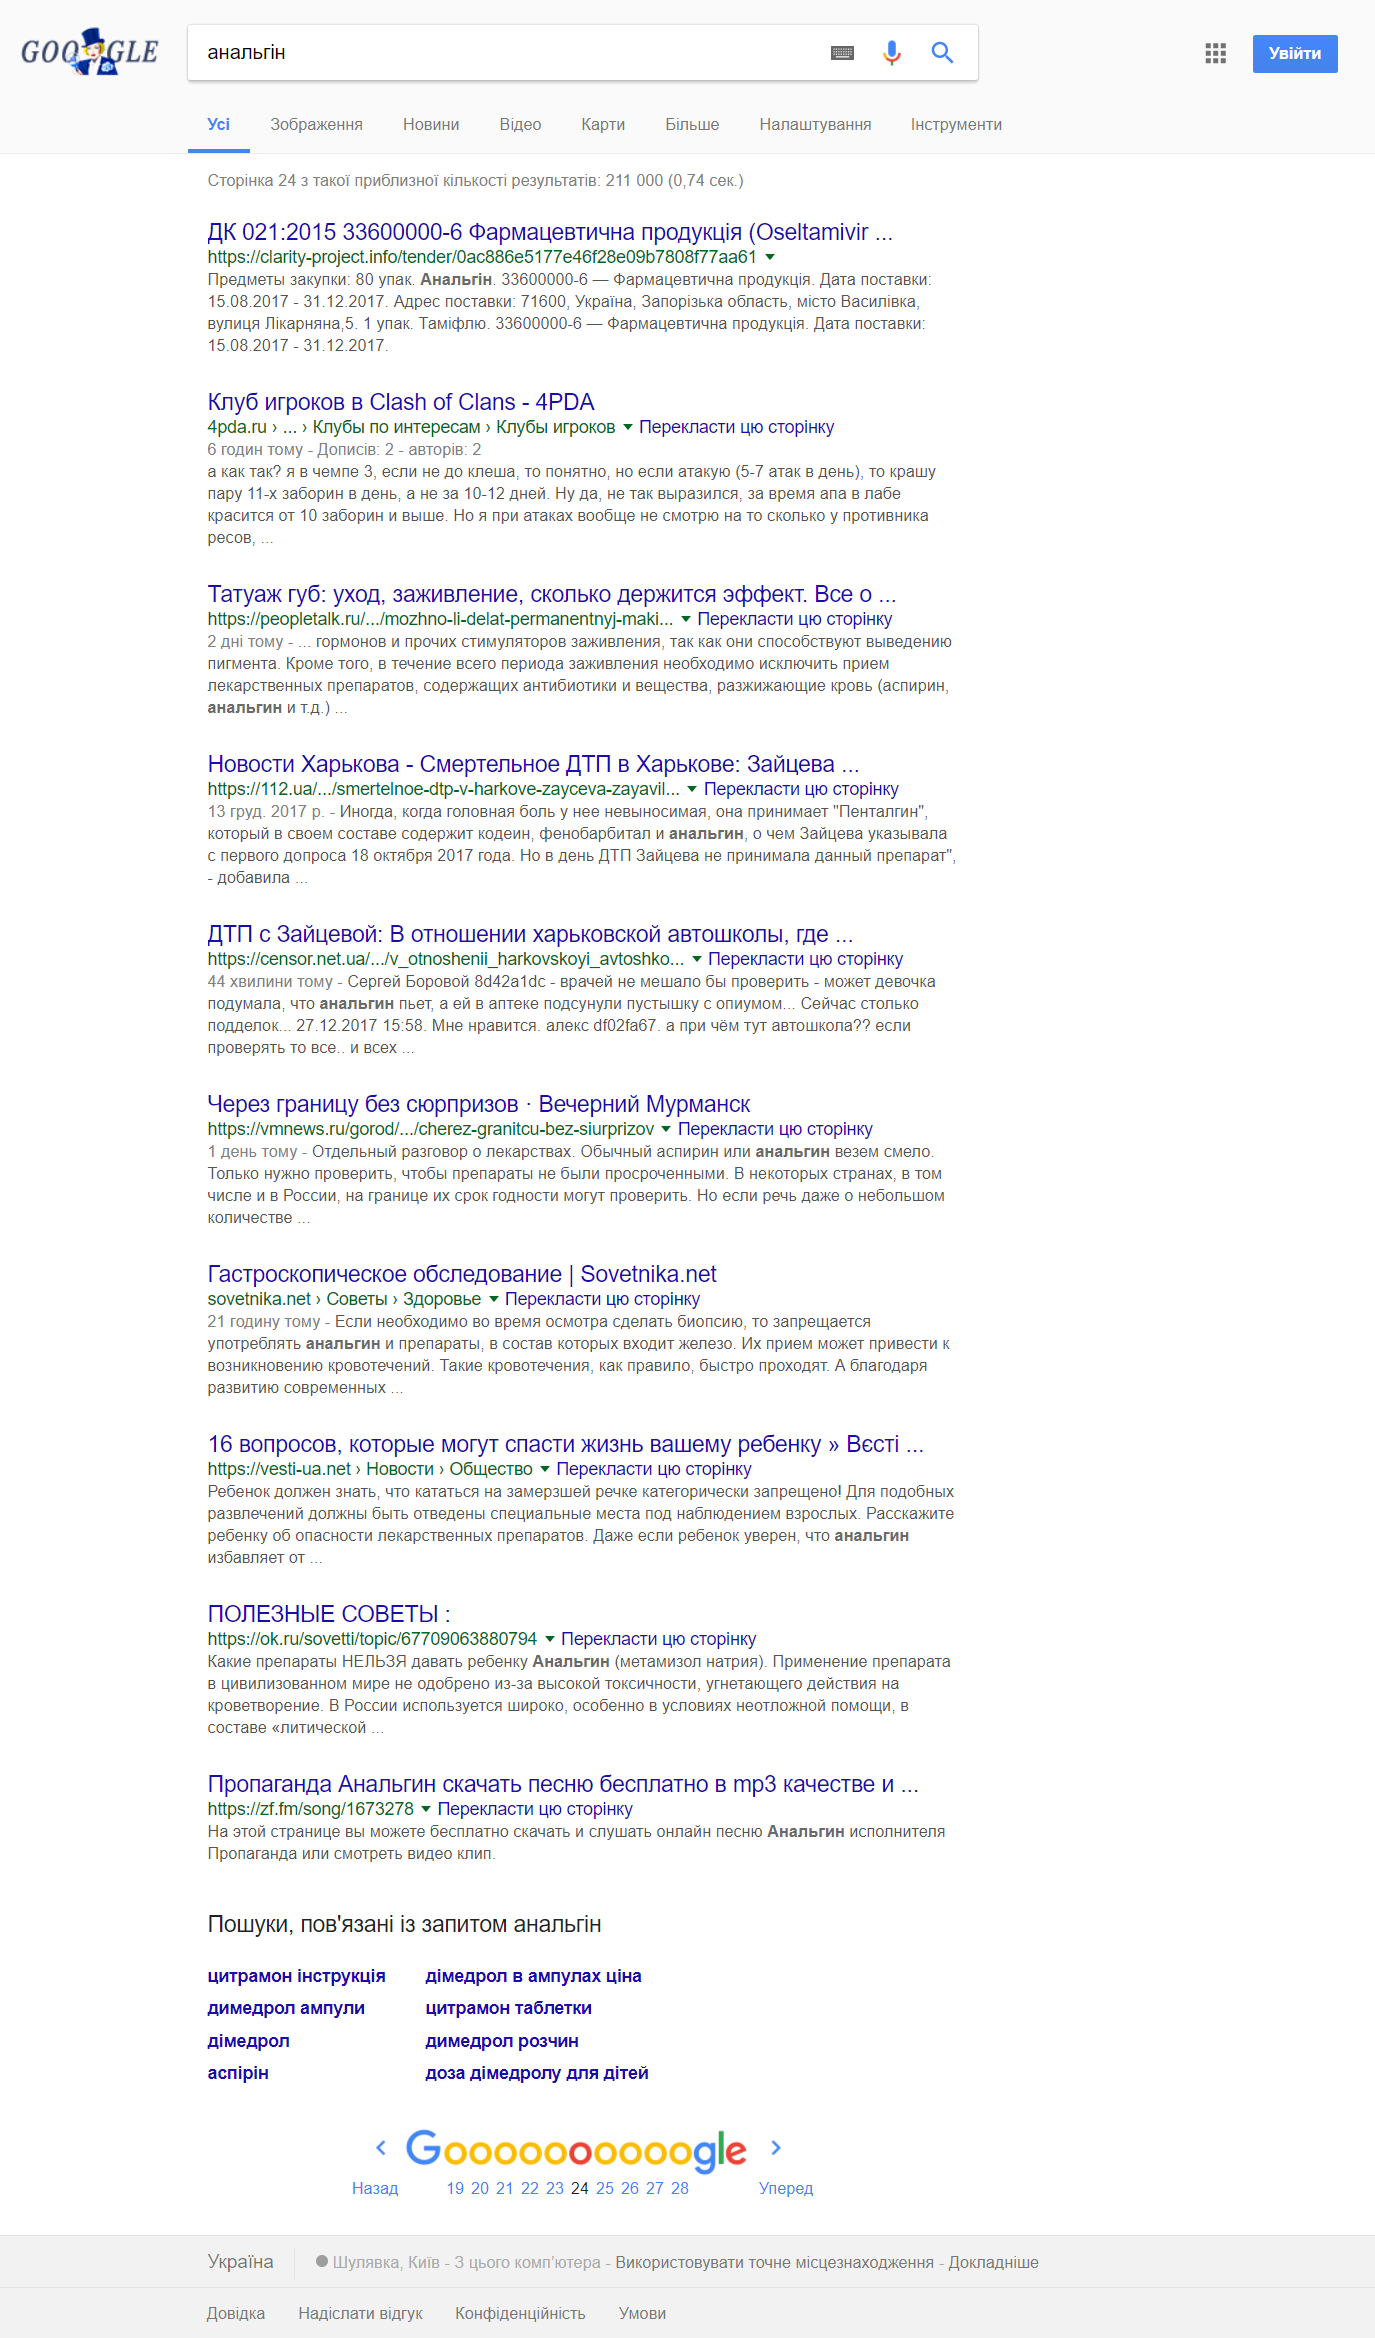 GOOGLE
анальгін
Увійти
Усі Зображення Новини Відео Карти Більше Налаштування Інструменти
Сторінка 24 з такої приблизної кількості результатів: 211 000 (0,74 сек.)
ДК 021:2015 33600000-6 Фармацевтична продукція (Oseltamivir ...
https://clarity-project.info/tender/0ac886e5177e46f28e09b7808f77aa61
Предметы закупки: 80 упак. Анальгін. 33600000-6 — Фармацевтична продукція. Дата поставки:
15.08.2017 - 31.12.2017. Адрес поставки: 71600, Україна, Запорізька область, місто Василівка,
вулиця Лікарняна,5. 1 упак. Таміфлю. 33600000-6 — Фармацевтична продукція. Дата поставки:
15.08.2017 - 31.12.2017.
Клуб игроков в Clash of Clans - 4PDA
4pda.ru › ... › Клубы по интересам › Клубы игроков Перекласти цю сторінку
6 годин тому - Дописів: 2 - авторів: 2
а как так? я в чемпе 3, если не до клеша, то понятно, но если атакую (5-7 атак в день), то крашу
пару 11-х заборин в день, а не за 10-12 дней. Ну да, не так выразился, за время апа в лабе
красится от 10 заборин и выше. Но я при атаках вообще не смотрю на то сколько у противника
ресов, ...
Татуаж губ: уход, заживление, сколько держится эффект. Все о ...
https://peopletalk.ru/.../mozhno-li-delat-permanentnyj-maki... Перекласти цю сторінку
2 дні тому - ... гормонов и прочих стимуляторов заживления, так как они способствуют выведению
пигмента. Кроме того, в течение всего периода заживления необходимо исключить прием
лекарственных препаратов, содержащих антибиотики и вещества, разжижающие кровь (аспирин,
анальгин и т.д.) ...
Новости Харькова - Смертельное ДТП в Харькове: Зайцева ...
https://112.ua/.../smertelnoe-dtp-v-harkove-zayceva-zayavil... Перекласти цю сторінку
13 груд. 2017 р. - Иногда, когда головная боль у нее невыносимая, она принимает "Пенталгин",
который в своем составе содержит кодеин, фенобарбитал и анальгин, о чем Зайцева указывала
с первого допроса 18 октября 2017 года. Но в день ДТП Зайцева не принимала данный препарат",
- добавила ...
ДТП с Зайцевой: В отношении харьковской автошколы, где ...
https://censor.net.ua/.../v_otnoshenii_harkovskoyi_avtoshko... Перекласти цю сторінку
44 хвилини тому - Сергей Боровой 8d42a1dc - врачей не мешало бы проверить - может девочка
подумала, что анальгин пьет, а ей в аптеке подсунули пустышку с опиумом... Сейчас столько
подделок... 27.12.2017 15:58. Мне нравится. алекс df02fa67. а при чём тут автошкола?? если
проверять то все.. и всех ...
Через границу без сюрпризов · Вечерний Мурманск
https://vmnews.ru/gorod/.../cherez-granitcu-bez-siurprizov Перекласти цю сторінку
1 день тому - Отдельный разговор о лекарствах. Обычный аспирин или анальгин везем смело.
Только нужно проверить, чтобы препараты не были просроченными. В некоторых странах, в том
числе и в России, на границе их срок годности могут проверить. Но если речь даже о небольшом
количестве ...
Гастроскопическое обследование | Sovetnika.net
sovetnika.net › Советы › Здоровье Перекласти цю сторінку
21 годину тому - Если необходимо во время осмотра сделать биопсию, то запрещается
употреблять анальгин и препараты, в состав которых входит железо. Их прием может привести к
возникновению кровотечений. Такие кровотечения, как правило, быстро проходят. А благодаря
развитию современных ...
16 вопросов, которые могут спасти жизнь вашему ребенку » Вєсті ...
https://vesti-ua.net › Новости › Общество Перекласти цю сторінку
Ребенок должен знать, что кататься на замерзшей речке категорически запрещено! Для подобных
развлечений должны быть отведены специальные места под наблюдением взрослых. Расскажите
ребенку об опасности лекарственных препаратов. Даже если ребенок уверен, что анальгин
избавляет от ...
ПОЛЕЗНЫЕ СОВЕТЫ :
https://ok.ru/sovetti/topic/67709063880794 Перекласти цю сторінку
Какие препараты НЕЛЬЗЯ давать ребенку Анальгин (метамизол натрия). Применение препарата
в цивилизованном мире не одобрено из-за высокой токсичности, угнетающего действия на
кроветворение. В России используется широко, особенно в условиях неотложной помощи, в
составе «литической ...
Пропаганда Анальгин скачать песню бесплатно в mp3 качестве и ...
https://zf.fm/song/1673278 Перекласти цю сторінку
На этой странице вы можете бесплатно скачать и слушать онлайн песню Анальгин исполнителя
Пропаганда или смотреть видео клип.
Пошуки, пов'язані із запитом анальгін
цитрамон інструкція дімедрол в ампулах ціна
димедрол ампули цитрамон таблетки
дімедрол димедрол розчин
аспірін доза дімедролу для дітей
Goooooooooogle
Назад 19 20 21 22 23 24 25 26 27 28 Уперед
Україна Шулявка, Київ - З цього комп'ютера - Використовувати точне місцезнаходження - Докладніше
Довідка Надіслати відгук Конфіденційність Умови